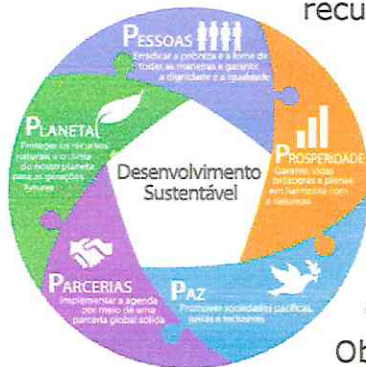 recu
PESSOAS
Erradicar a pobreza e a fome de
todas as maneiras e garantir
a dignidade e a igualdade
PLANETA
Proteger os recursos
naturais e o clima
do nosso planeta
para as gerações
futuras
PROSPERIDADE
Garantir vidas
prósperas e plenas
em harmonia com
a natureza
Desenvolvimento
Sustentável
PARCERIAS
Implementar a agenda
por meio de uma
parceria global sólida
PAZ
Promover sociedades pacíficas,
justas e inclusivas
Ob